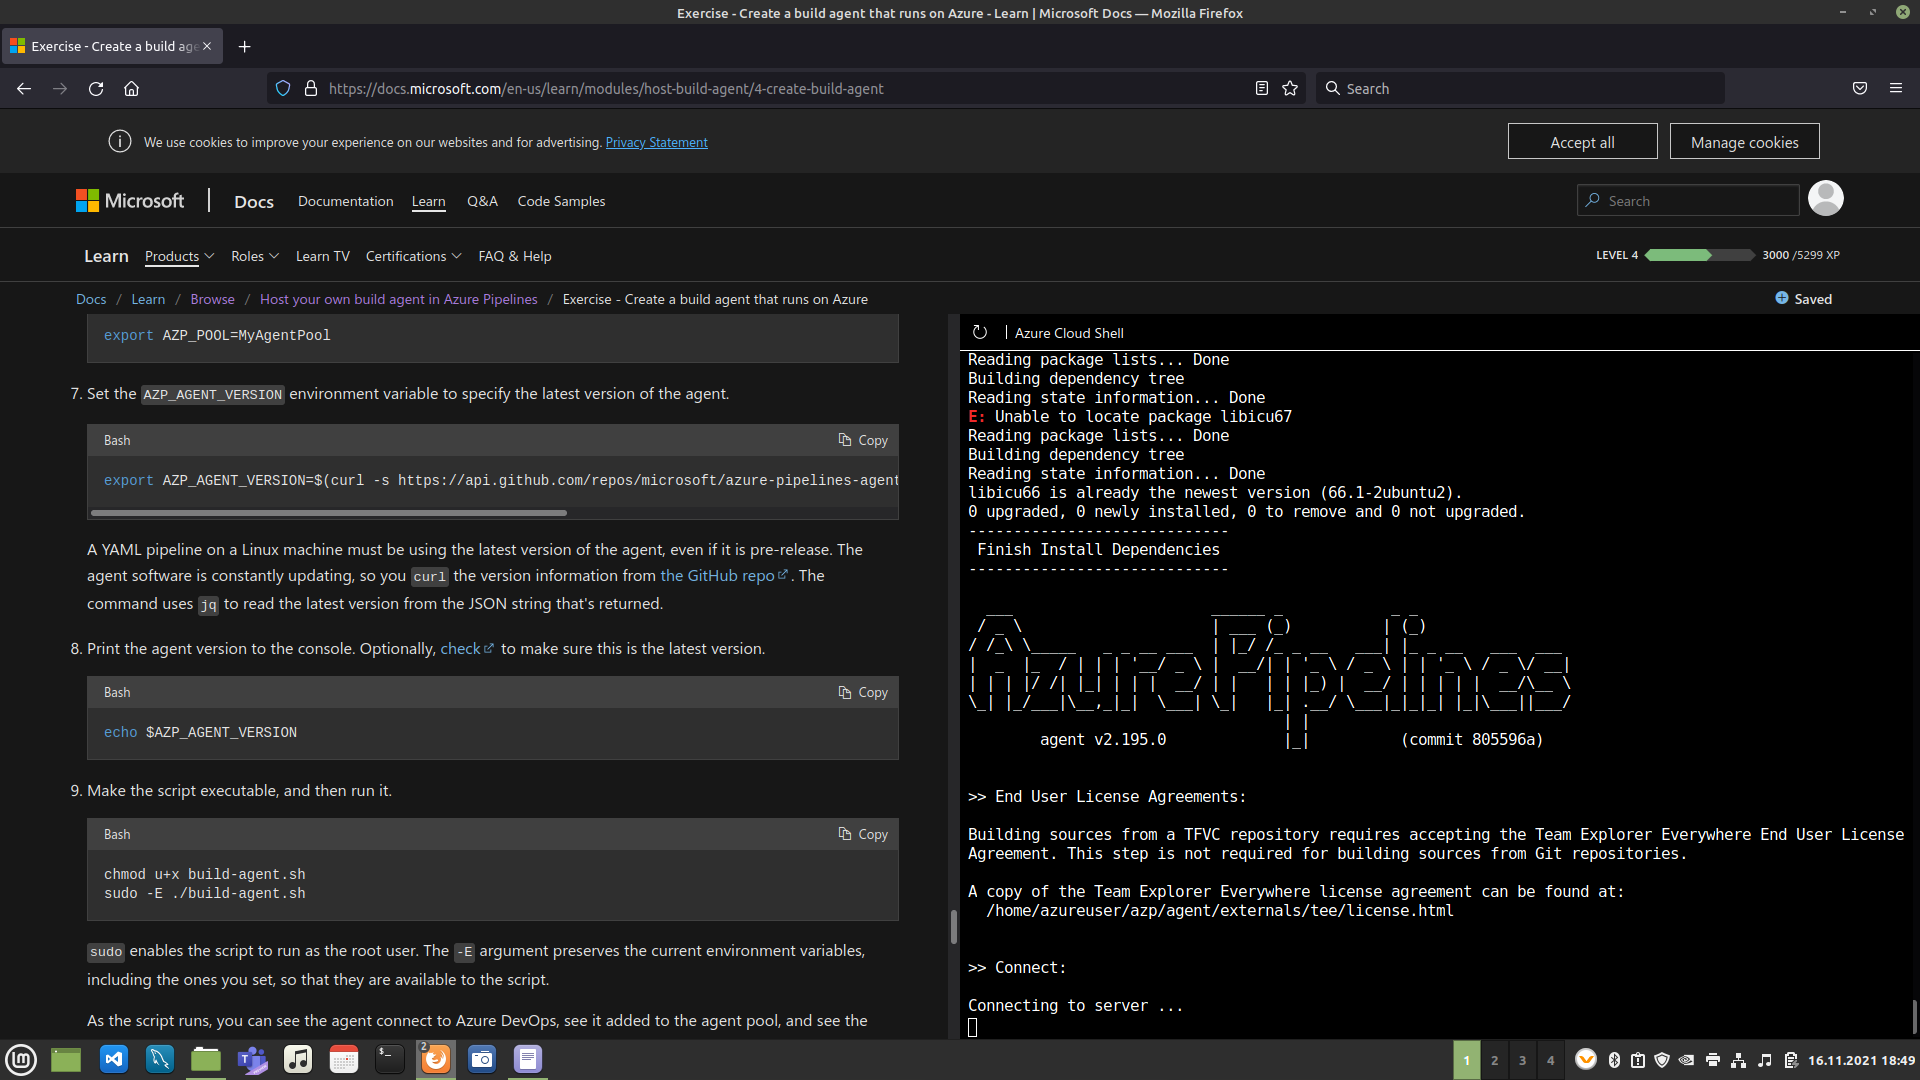 Exercise - Create a build agent that runs on Azure - Learn | Microsoft Docs — Mozilla Firefox
Exercise - Create a build age
https://docs.microsoft.com/en-us/learn/modules/host-build-agent/4-create-build-agent
Search
We use cookies to improve your experience on our websites and for advertising. Privacy Statement
Accept all
Manage cookies
Microsoft
Docs
Documentation
Learn
Q&A
Code Samples
Search
Learn
Products
Roles
Learn TV
Certifications
FAQ & Help
LEVEL 4
3000 /5299 XP
Docs / Learn / Browse / Host your own build agent in Azure Pipelines / Exercise - Create a build agent that runs on Azure
Saved
export AZP_POOL=MyAgentPool
7. Set the AZP_AGENT_VERSION environment variable to specify the latest version of the agent.
Bash
Copy
export AZP_AGENT_VERSION=$(curl -s https://api.github.com/repos/microsoft/azure-pipelines-agent
A YAML pipeline on a Linux machine must be using the latest version of the agent, even if it is pre-release. The
agent software is constantly updating, so you curl the version information from the GitHub repo. The
command uses jq to read the latest version from the JSON string that's returned.
8. Print the agent version to the console. Optionally, check to make sure this is the latest version.
Bash
Copy
echo $AZP_AGENT_VERSION
9. Make the script executable, and then run it.
Bash
Copy
chmod u+x build-agent.sh
sudo -E ./build-agent.sh
sudo enables the script to run as the root user. The -E argument preserves the current environment variables,
including the ones you set, so that they are available to the script.
As the script runs, you can see the agent connect to Azure DevOps, see it added to the agent pool, and see the
Azure Cloud Shell
Reading package lists... Done
Building dependency tree
Reading state information... Done
E: Unable to locate package libicu67
Reading package lists... Done
Building dependency tree
Reading state information... Done
libicu66 is already the newest version (66.1-2ubuntu2).
0 upgraded, 0 newly installed, 0 to remove and 0 not upgraded.
-----------------------------
Finish Install Dependencies
-----------------------------
Azure Pipelines
agent v2.195.0 (commit 805596a)
>> End User License Agreements:
Building sources from a TFVC repository requires accepting the Team Explorer Everywhere End User License
Agreement. This step is not required for building sources from Git repositories.
A copy of the Team Explorer Everywhere license agreement can be found at:
/home/azureuser/azp/agent/externals/tee/license.html
>> Connect:
Connecting to server ...
2
1 2 3 4
16.11.2021 18:49